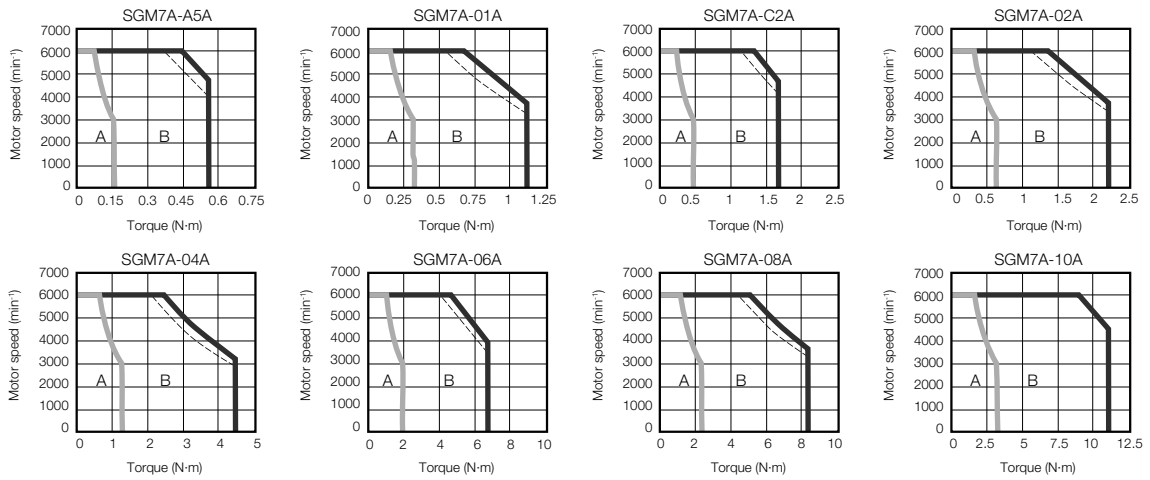 SGM7A-A5A
Motor speed (min⁻¹)
7000
6000
5000
4000
3000
2000
1000
0
A
B
0 0.15 0.3 0.45 0.6 0.75
Torque (N·m)
SGM7A-01A
Motor speed (min⁻¹)
7000
6000
5000
4000
3000
2000
1000
0
A
B
0 0.25 0.5 0.75 1 1.25
Torque (N·m)
SGM7A-C2A
Motor speed (min⁻¹)
7000
6000
5000
4000
3000
2000
1000
0
A
B
0 0.5 1 1.5 2 2.5
Torque (N·m)
SGM7A-02A
Motor speed (min⁻¹)
7000
6000
5000
4000
3000
2000
1000
0
A
B
0 0.5 1 1.5 2 2.5
Torque (N·m)
SGM7A-04A
Motor speed (min⁻¹)
7000
6000
5000
4000
3000
2000
1000
0
A
B
0 1 2 3 4 5
Torque (N·m)
SGM7A-06A
Motor speed (min⁻¹)
7000
6000
5000
4000
3000
2000
1000
0
A
B
0 2 4 6 8 10
Torque (N·m)
SGM7A-08A
Motor speed (min⁻¹)
7000
6000
5000
4000
3000
2000
1000
0
A
B
0 2 4 6 8 10
Torque (N·m)
SGM7A-10A
Motor speed (min⁻¹)
7000
6000
5000
4000
3000
2000
1000
0
A
B
0 2.5 5 7.5 10 12.5
Torque (N·m)